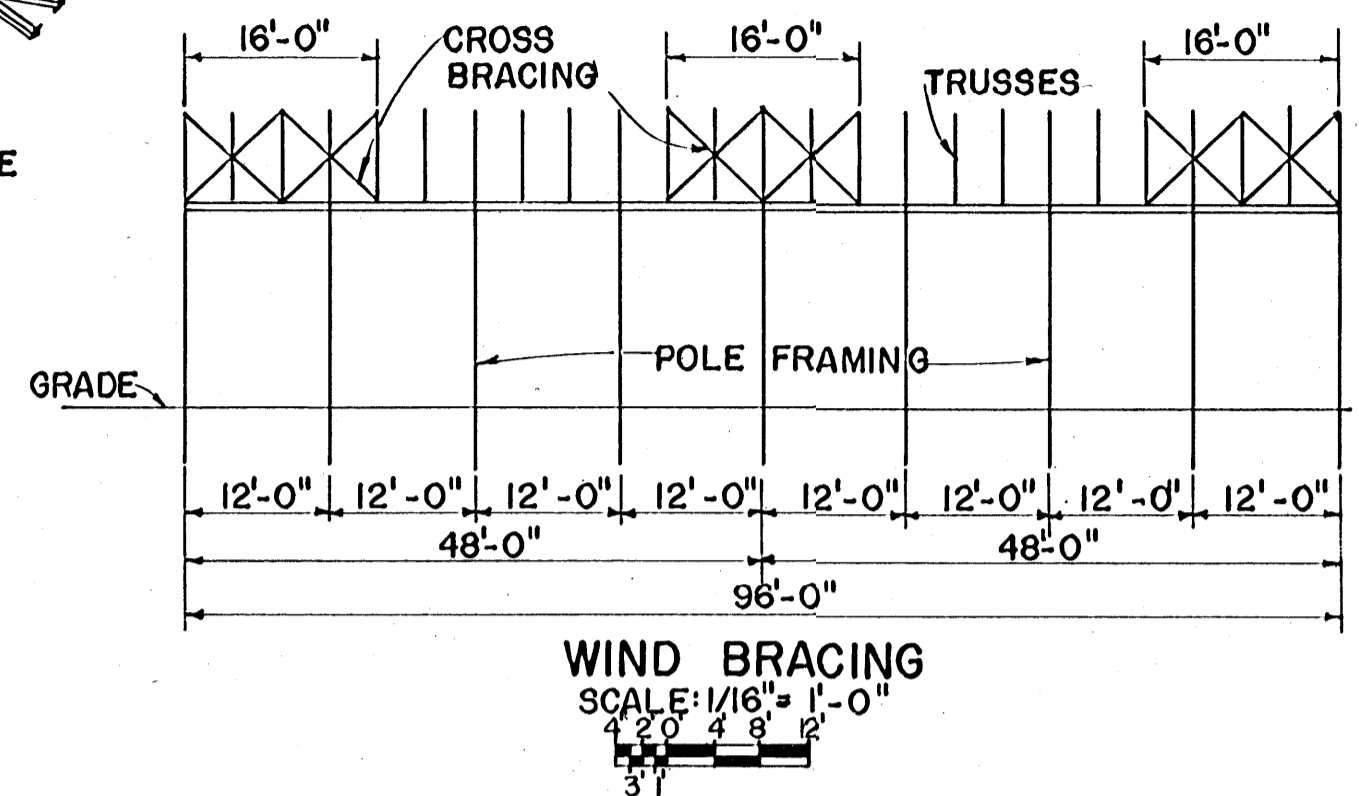 16'-0" CROSS BRACING 16'-0" TRUSSES 16'-0"
E
POLE FRAMING
GRADE
12'-0" 12'-0" 12'-0" 12'-0" 12'-0" 12'-0" 12'-0" 12'-0"
48'-0" 48'-0"
96'-0"
WIND BRACING
SCALE: 1/16" = 1'-0"
4' 2' 0' 4' 8' 12'
3' 1'